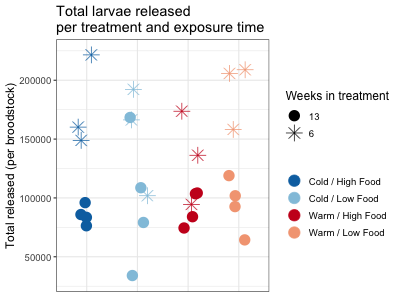 Total larvae released
per treatment and exposure time
Total released (per broodstock)
200000
150000
100000
50000
Weeks in treatment
13
6
Cold / High Food
Cold / Low Food
Warm / High Food
Warm / Low Food